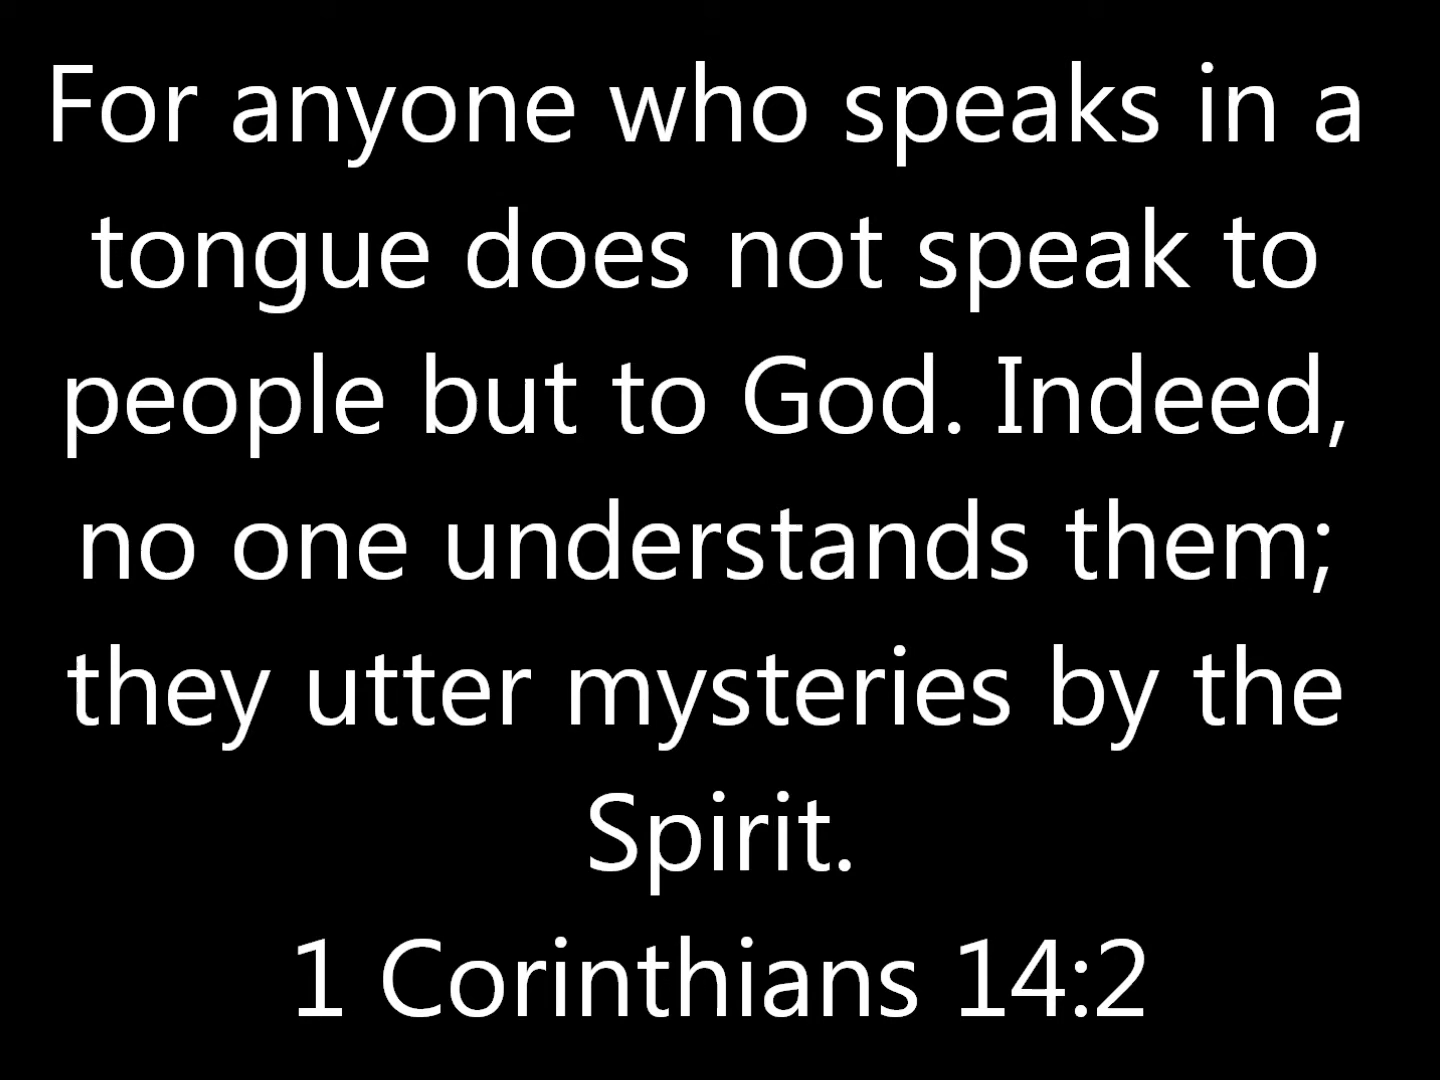 For anyone who speaks in a
tongue does not speak to
people but to God. Indeed,
no one understands them;
they utter mysteries by the
Spirit.
1 Corinthians 14:2